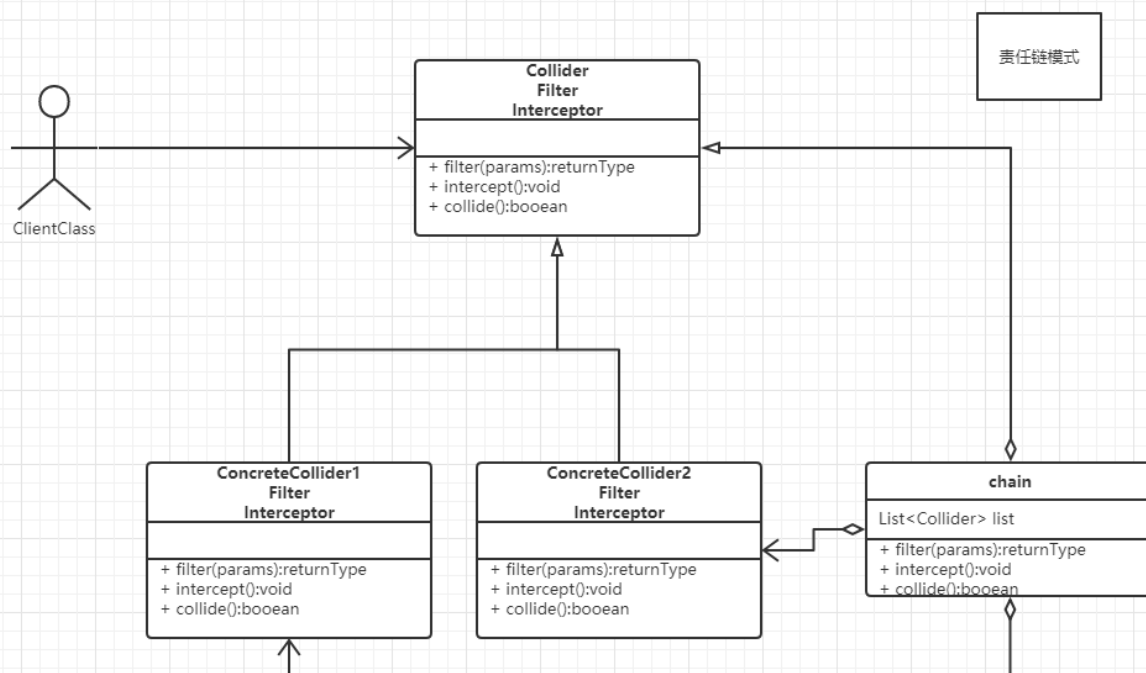 责任链模式
Collider
Filter
Interceptor
+ filter(params):returnType
+ intercept():void
+ collide():booean
ClientClass
ConcreteCollider1
Filter
Interceptor
+ filter(params):returnType
+ intercept():void
+ collide():booean
ConcreteCollider2
Filter
Interceptor
+ filter(params):returnType
+ intercept():void
+ collide():booean
chain
List<Collider> list
+ filter(params):returnType
+ intercept():void
+ collide():booean